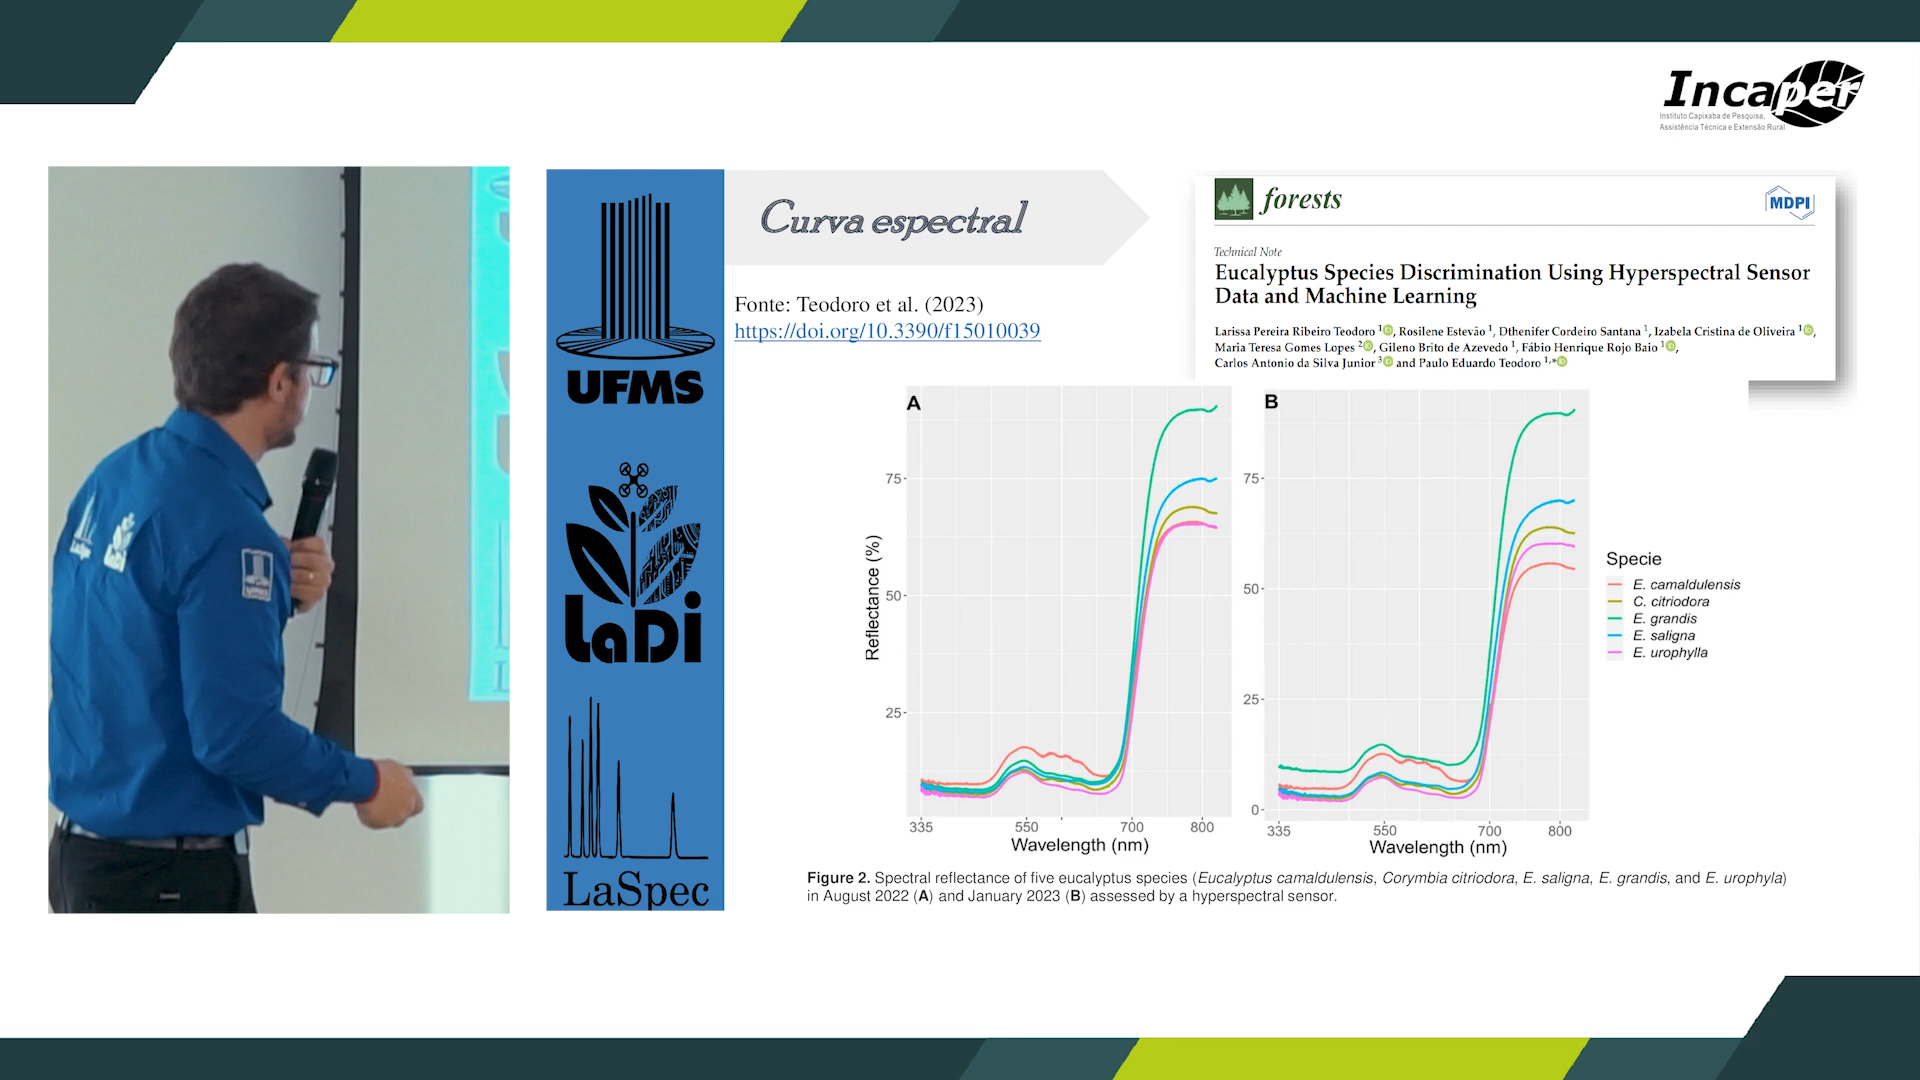 Incaper
Instituto Capixaba de Pesquisa,
Assistência Técnica e Extensão Rural
LaSpec
LaDi
UFMS
LaDi
LaSpec
Curva espectral
Fonte: Teodoro et al. (2023)
https://doi.org/10.3390/f15010039
forests
MDPI
Technical Note
Eucalyptus Species Discrimination Using Hyperspectral Sensor
Data and Machine Learning
Larissa Pereira Ribeiro Teodoro 1, Rosilene Estevão 1, Dthenifer Cordeiro Santana 1, Izabela Cristina de Oliveira 1,
Maria Teresa Gomes Lopes 2, Gileno Brito de Azevedo 1, Fábio Henrique Rojo Baio 1,
Carlos Antonio da Silva Junior 3 and Paulo Eduardo Teodoro 1,*
A
75
50
25
Reflectance (%)
335 550 700 800
Wavelength (nm)
B
75
50
25
0
335 550 700 800
Wavelength (nm)
Specie
E. camaldulensis
C. citriodora
E. grandis
E. saligna
E. urophylla
Figure 2. Spectral reflectance of five eucalyptus species (Eucalyptus camaldulensis, Corymbia citriodora, E. saligna, E. grandis, and E. urophyla)
in August 2022 (A) and January 2023 (B) assessed by a hyperspectral sensor.